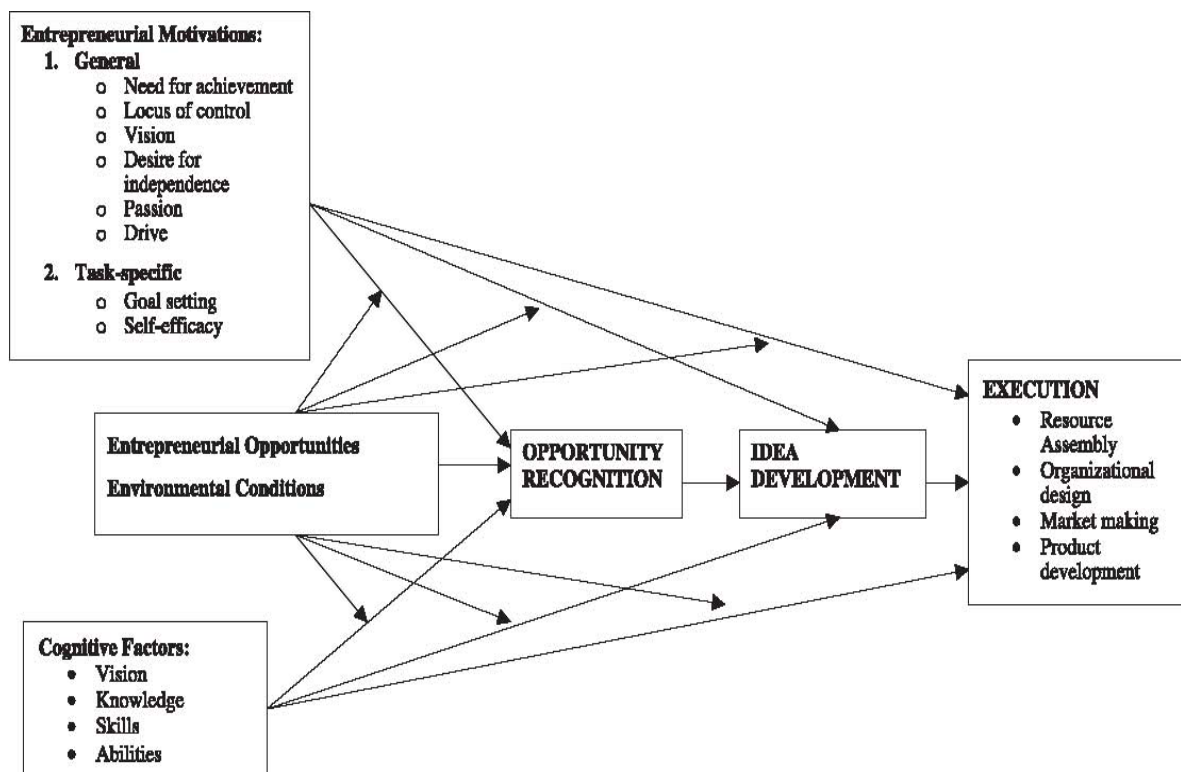 Entrepreneurial Motivations:
1. General
o Need for achievement
o Locus of control
o Vision
o Desire for
independence
o Passion
o Drive
2. Task-specific
o Goal setting
o Self-efficacy
Entrepreneurial Opportunities
Environmental Conditions
OPPORTUNITY
RECOGNITION
IDEA
DEVELOPMENT
EXECUTION
• Resource
Assembly
• Organizational
design
• Market making
• Product
development
Cognitive Factors:
• Vision
• Knowledge
• Skills
• Abilities